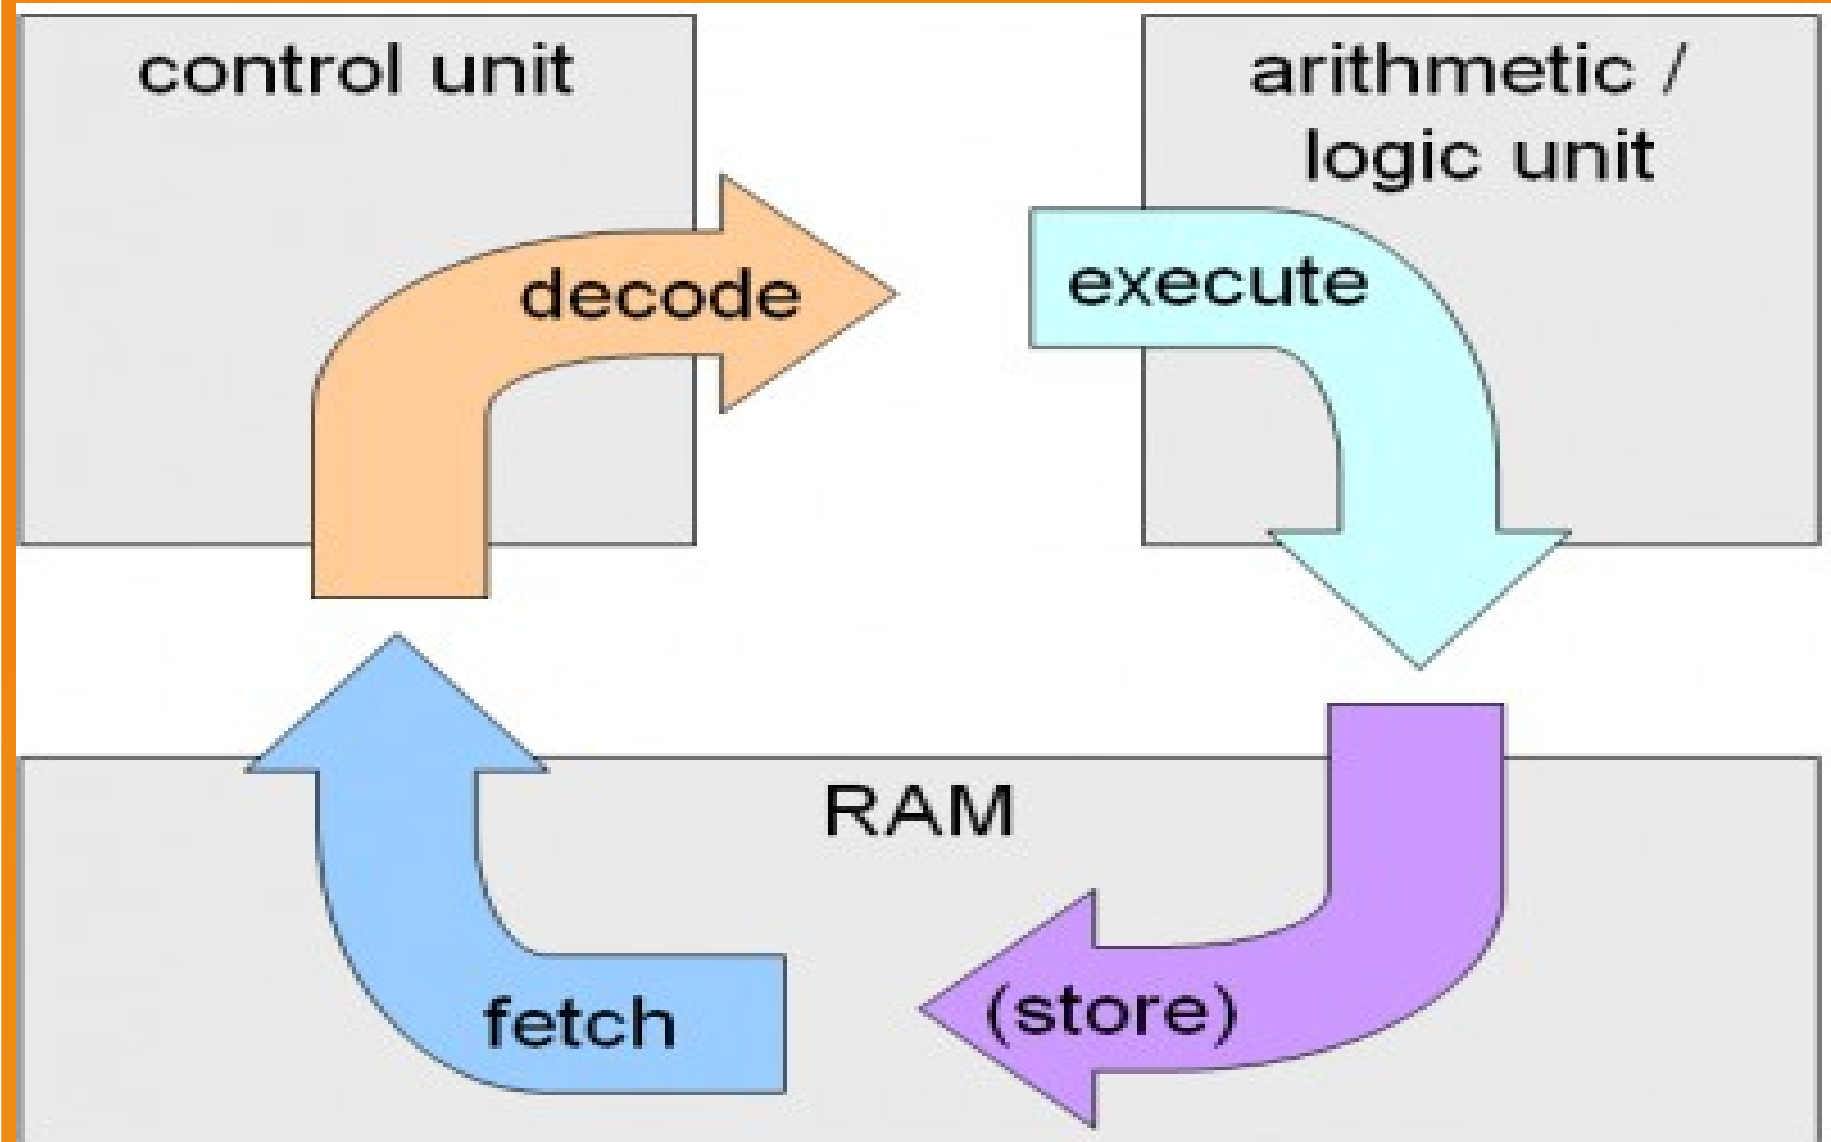 control unit
arithmetic /
logic unit
decode
execute
RAM
fetch
(store)